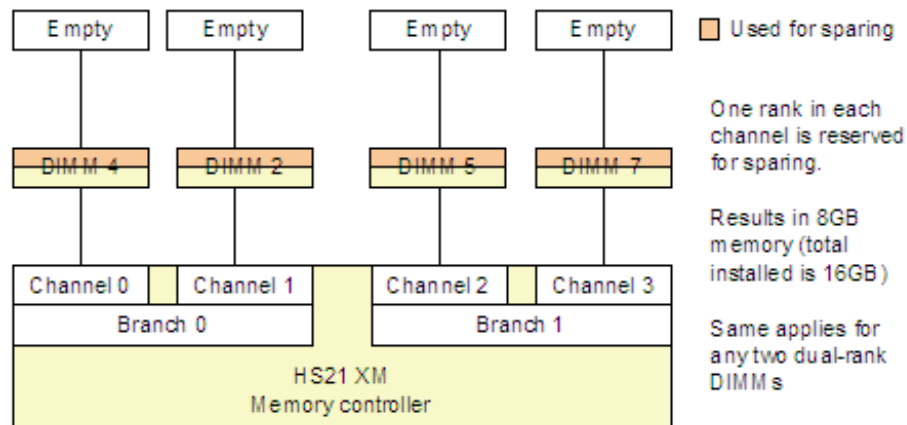 Empty
Empty
Empty
Empty
Used for sparing
DIMM 4
DIMM 2
DIMM 5
DIMM 7
One rank in each
channel is reserved
for sparing.
Results in 8GB
memory (total
installed is 16GB)
Same applies for
any two dual-rank
DIMMs
Channel 0
Channel 1
Channel 2
Channel 3
Branch 0
Branch 1
HS21 XM
Memory controller